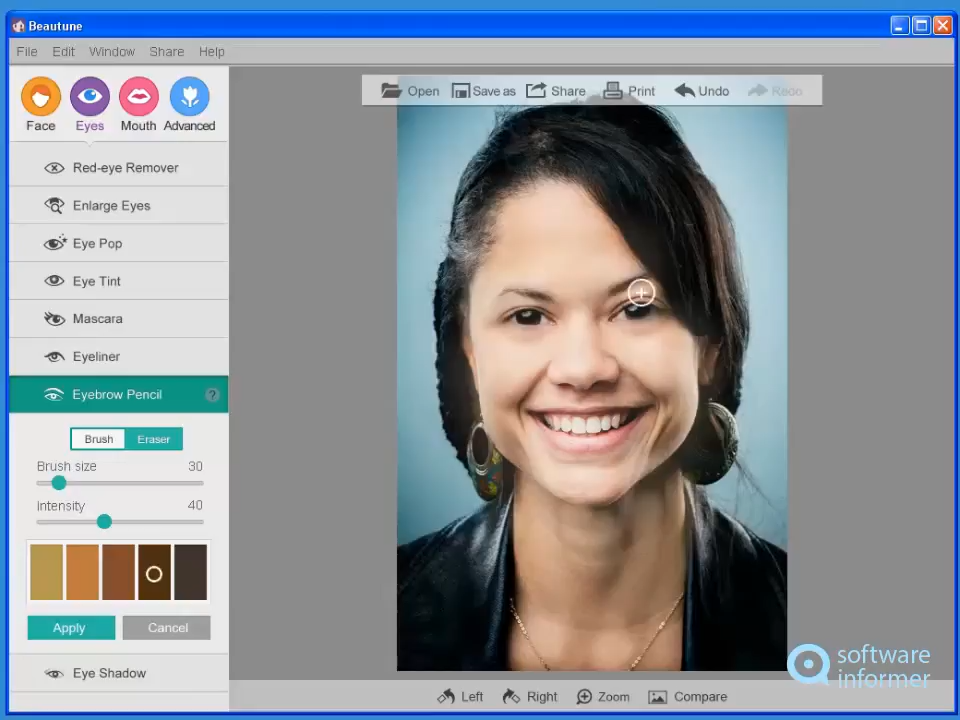 Beautune
File Edit Window Share Help
Open Save as Share Print Undo Redo
Face Eyes Mouth Advanced
Red-eye Remover
Enlarge Eyes
Eye Pop
Eye Tint
Mascara
Eyeliner
Eyebrow Pencil ?
Brush Eraser
Brush size 30
Intensity 40
Apply Cancel
Eye Shadow
Left Right Zoom Compare
software
informer